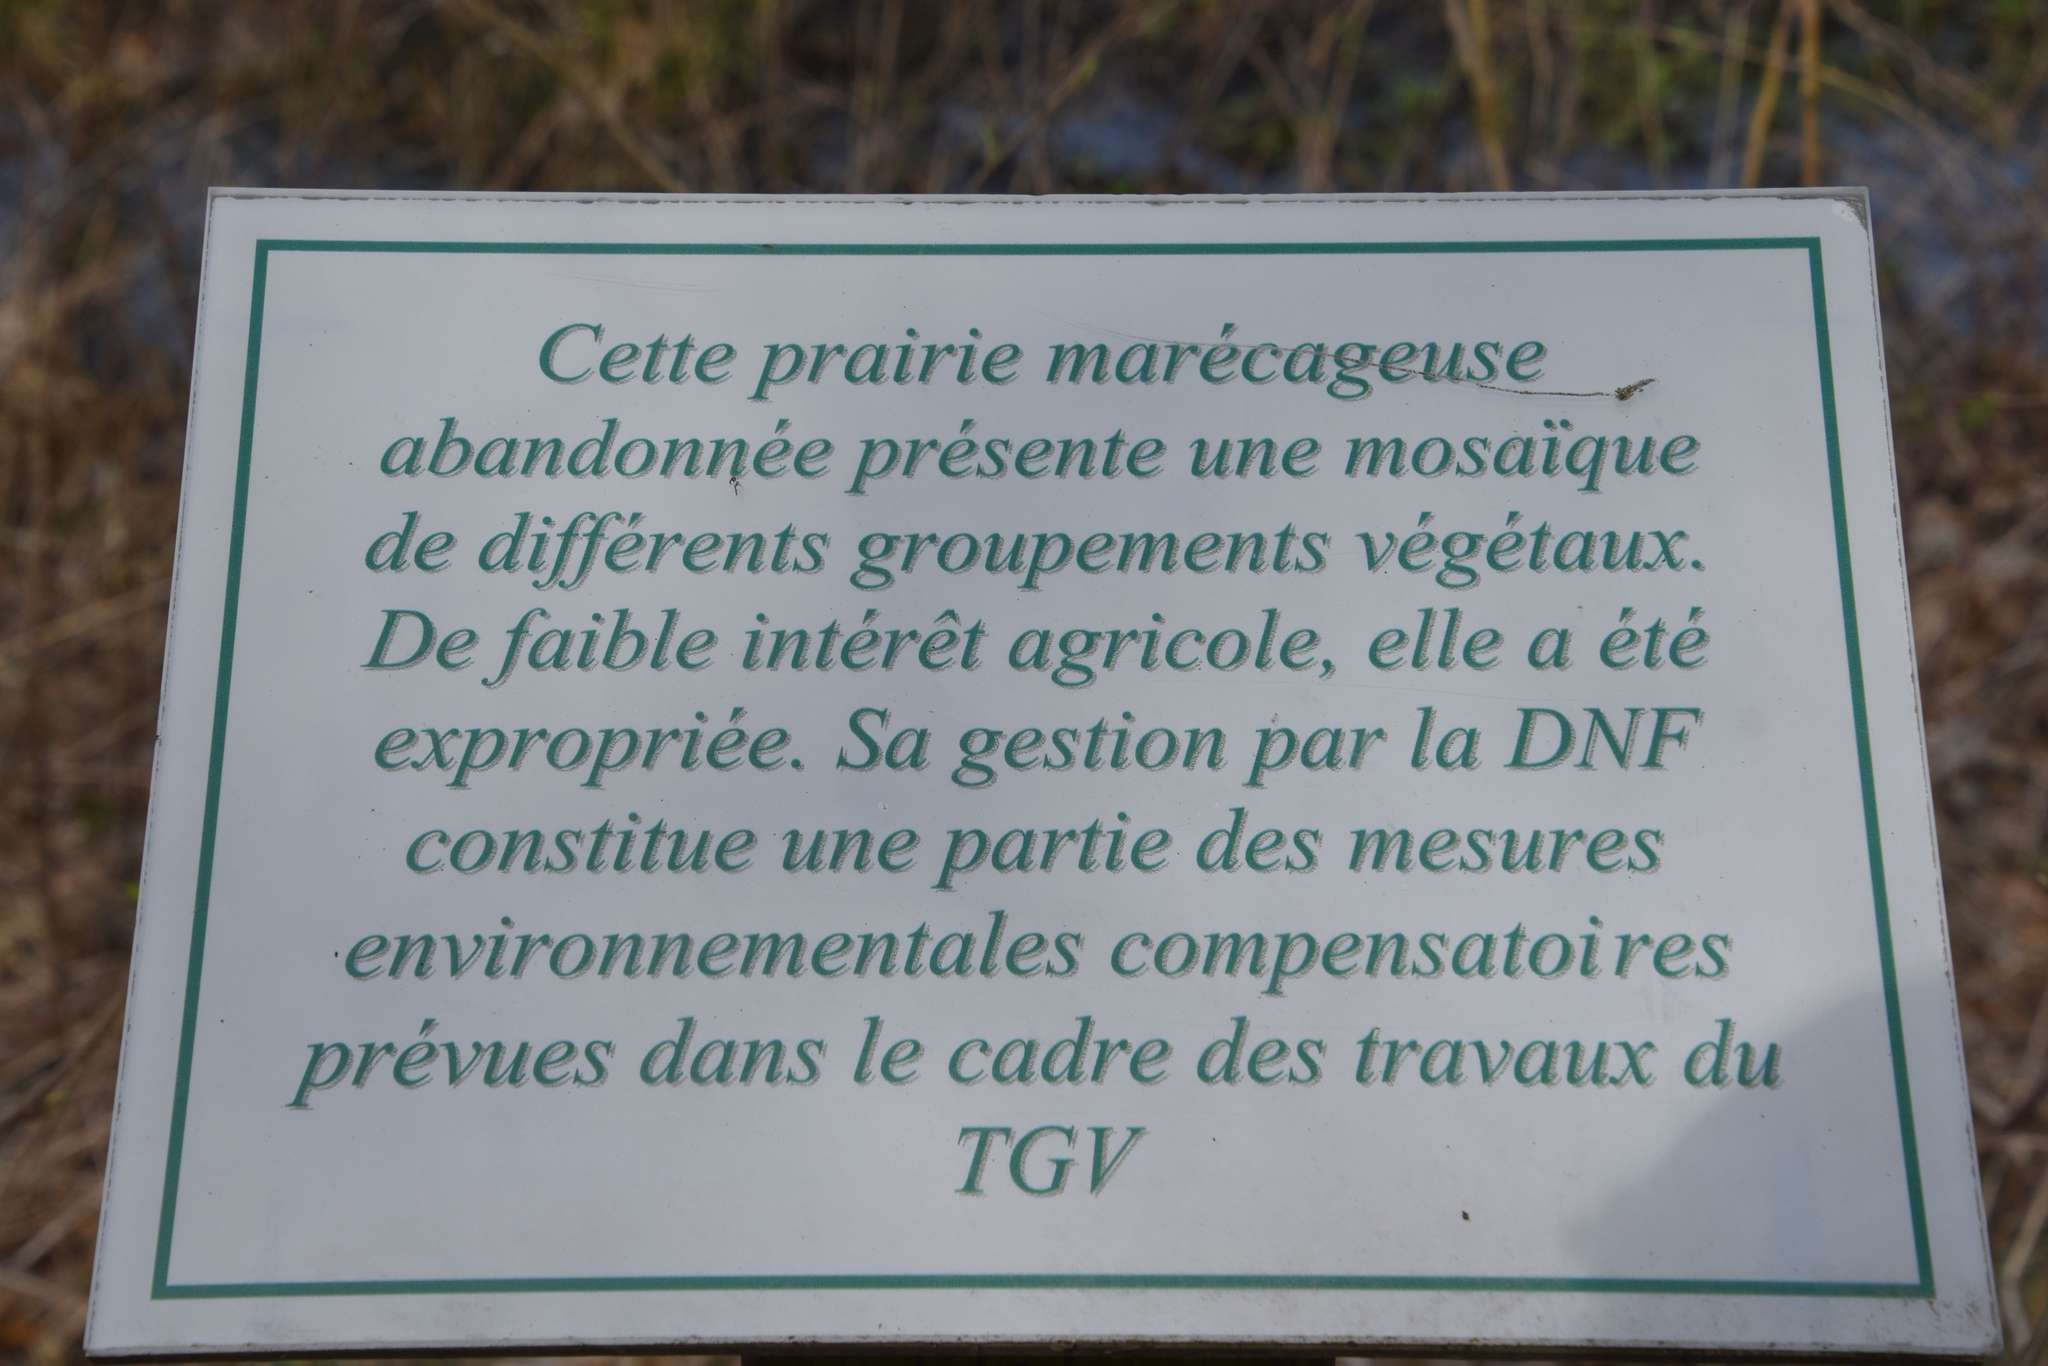 Cette prairie marécageuse
abandonnée présente une mosaïque
de différents groupements végétaux.
De faible intérêt agricole, elle a été
expropriée. Sa gestion par la DNF
constitue une partie des mesures
environnementales compensatoires
prévues dans le cadre des travaux du
TGV